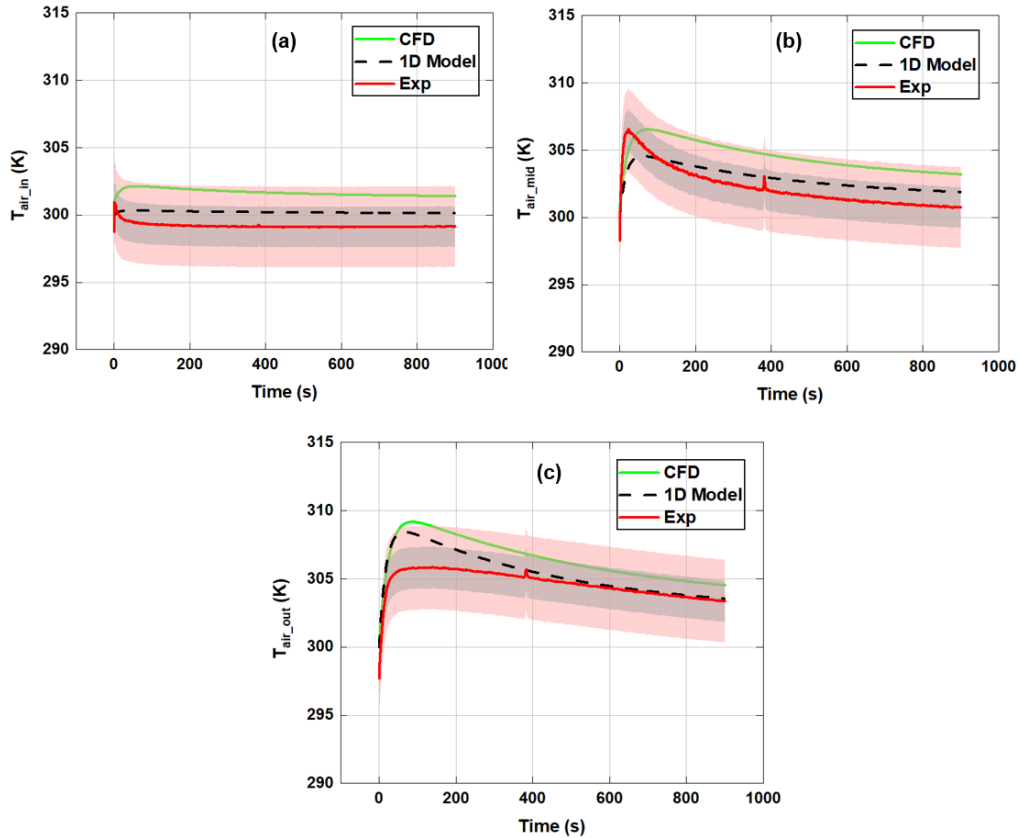 (a)
CFD
1D Model
Exp
T_air_in (K)
315
310
305
300
295
290
0
200
400
600
800
1000
Time (s)
(b)
CFD
1D Model
Exp
T_air_mid (K)
315
310
305
300
295
290
0
200
400
600
800
1000
Time (s)
(c)
CFD
1D Model
Exp
T_air_out (K)
315
310
305
300
295
290
0
200
400
600
800
1000
Time (s)